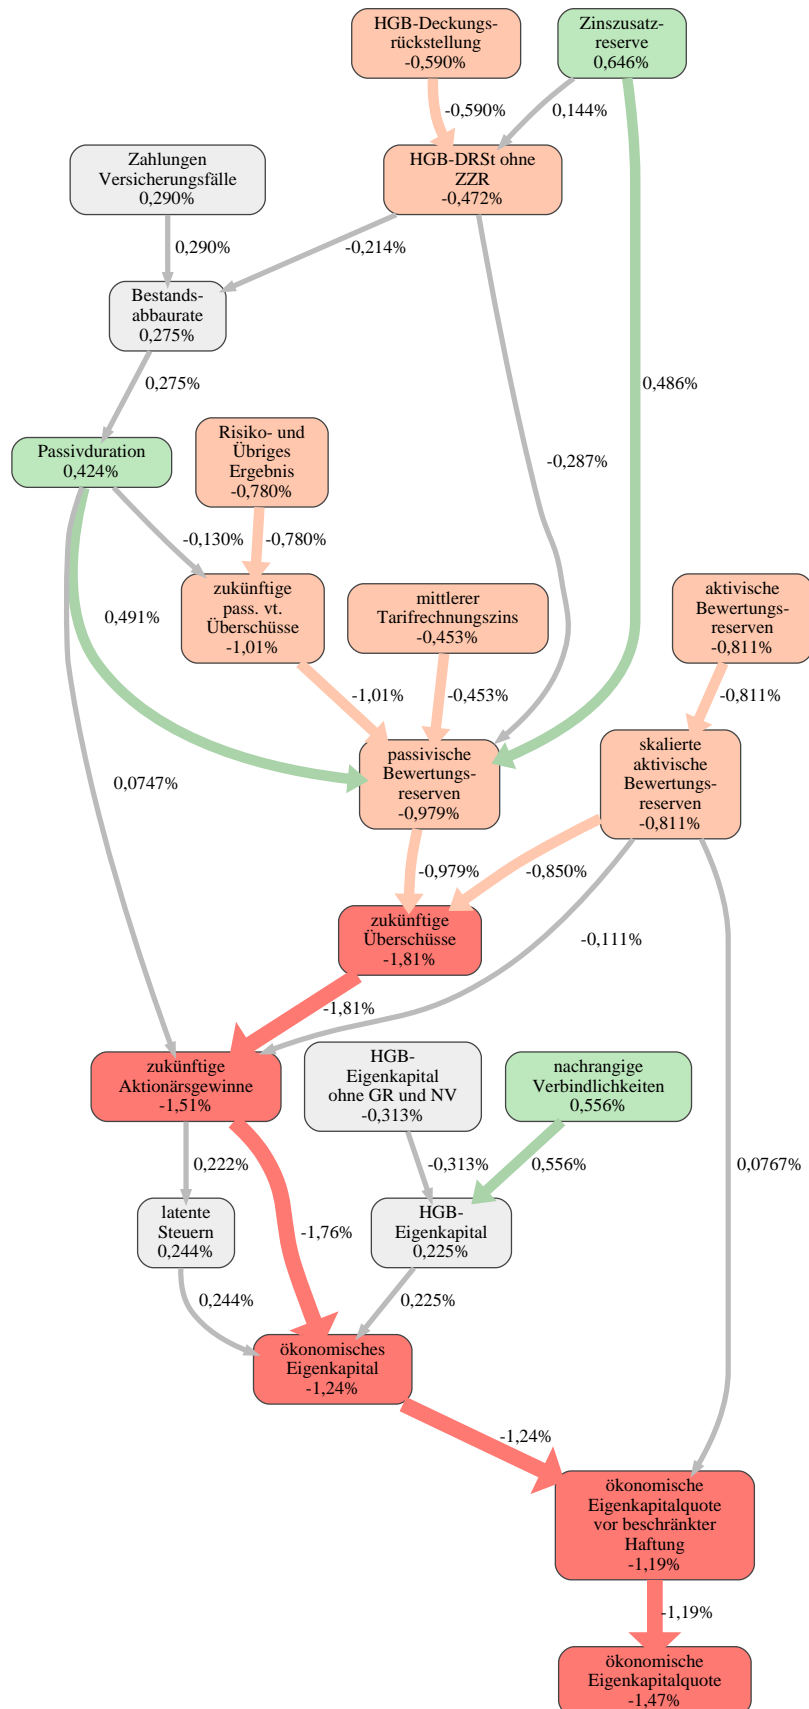 HGB-Deckungs-
rückstellung
-0,590%
Zinszusatz-
reserve
0,646%
-0,590%
0,144%
Zahlungen
Versicherungsfälle
0,290%
HGB-DRSt ohne
ZZR
-0,472%
0,290%
-0,214%
Bestands-
abbaurate
0,275%
0,275%
0,486%
Passivduration
0,424%
Risiko- und
Übriges
Ergebnis
-0,780%
-0,287%
-0,130%
-0,780%
zukünftige
pass. vt.
Überschüsse
-1,01%
mittlerer
Tarifrechnungszins
-0,453%
aktivische
Bewertungs-
reserven
-0,811%
0,491%
-1,01%
-0,453%
-0,811%
passivische
Bewertungs-
reserven
-0,979%
skalierte
aktivische
Bewertungs-
reserven
-0,811%
0,0747%
-0,979%
-0,850%
zukünftige
Überschüsse
-1,81%
-0,111%
-1,81%
zukünftige
Aktionärsgewinne
-1,51%
HGB-
Eigenkapital
ohne GR und NV
-0,313%
nachrangige
Verbindlichkeiten
0,556%
0,222%
-0,313%
0,556%
0,0767%
latente
Steuern
0,244%
-1,76%
HGB-
Eigenkapital
0,225%
0,244%
0,225%
ökonomisches
Eigenkapital
-1,24%
-1,24%
ökonomische
Eigenkapitalquote
vor beschränkter
Haftung
-1,19%
-1,19%
ökonomische
Eigenkapitalquote
-1,47%